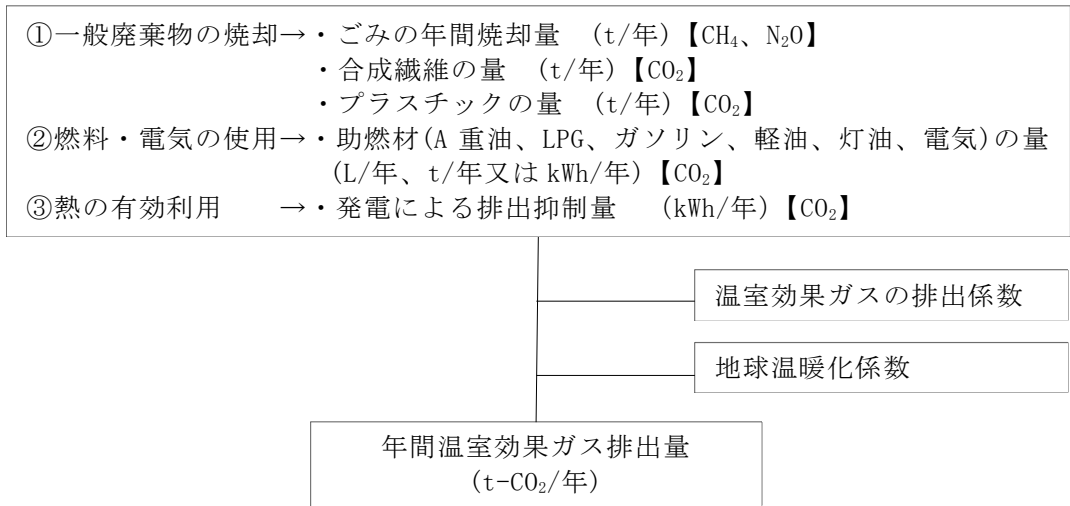 ①一般廃棄物の焼却→・ごみの年間焼却量 (t/年)【CH₄、N₂O】
・合成繊維の量 (t/年)【CO₂】
・プラスチックの量 (t/年)【CO₂】
②燃料・電気の使用→・助燃材(A 重油、LPG、ガソリン、軽油、灯油、電気)の量
(L/年、t/年又は kWh/年)【CO₂】
③熱の有効利用 →・発電による排出抑制量 (kWh/年)【CO₂】
温室効果ガスの排出係数
地球温暖化係数
年間温室効果ガス排出量
(t-CO₂/年)